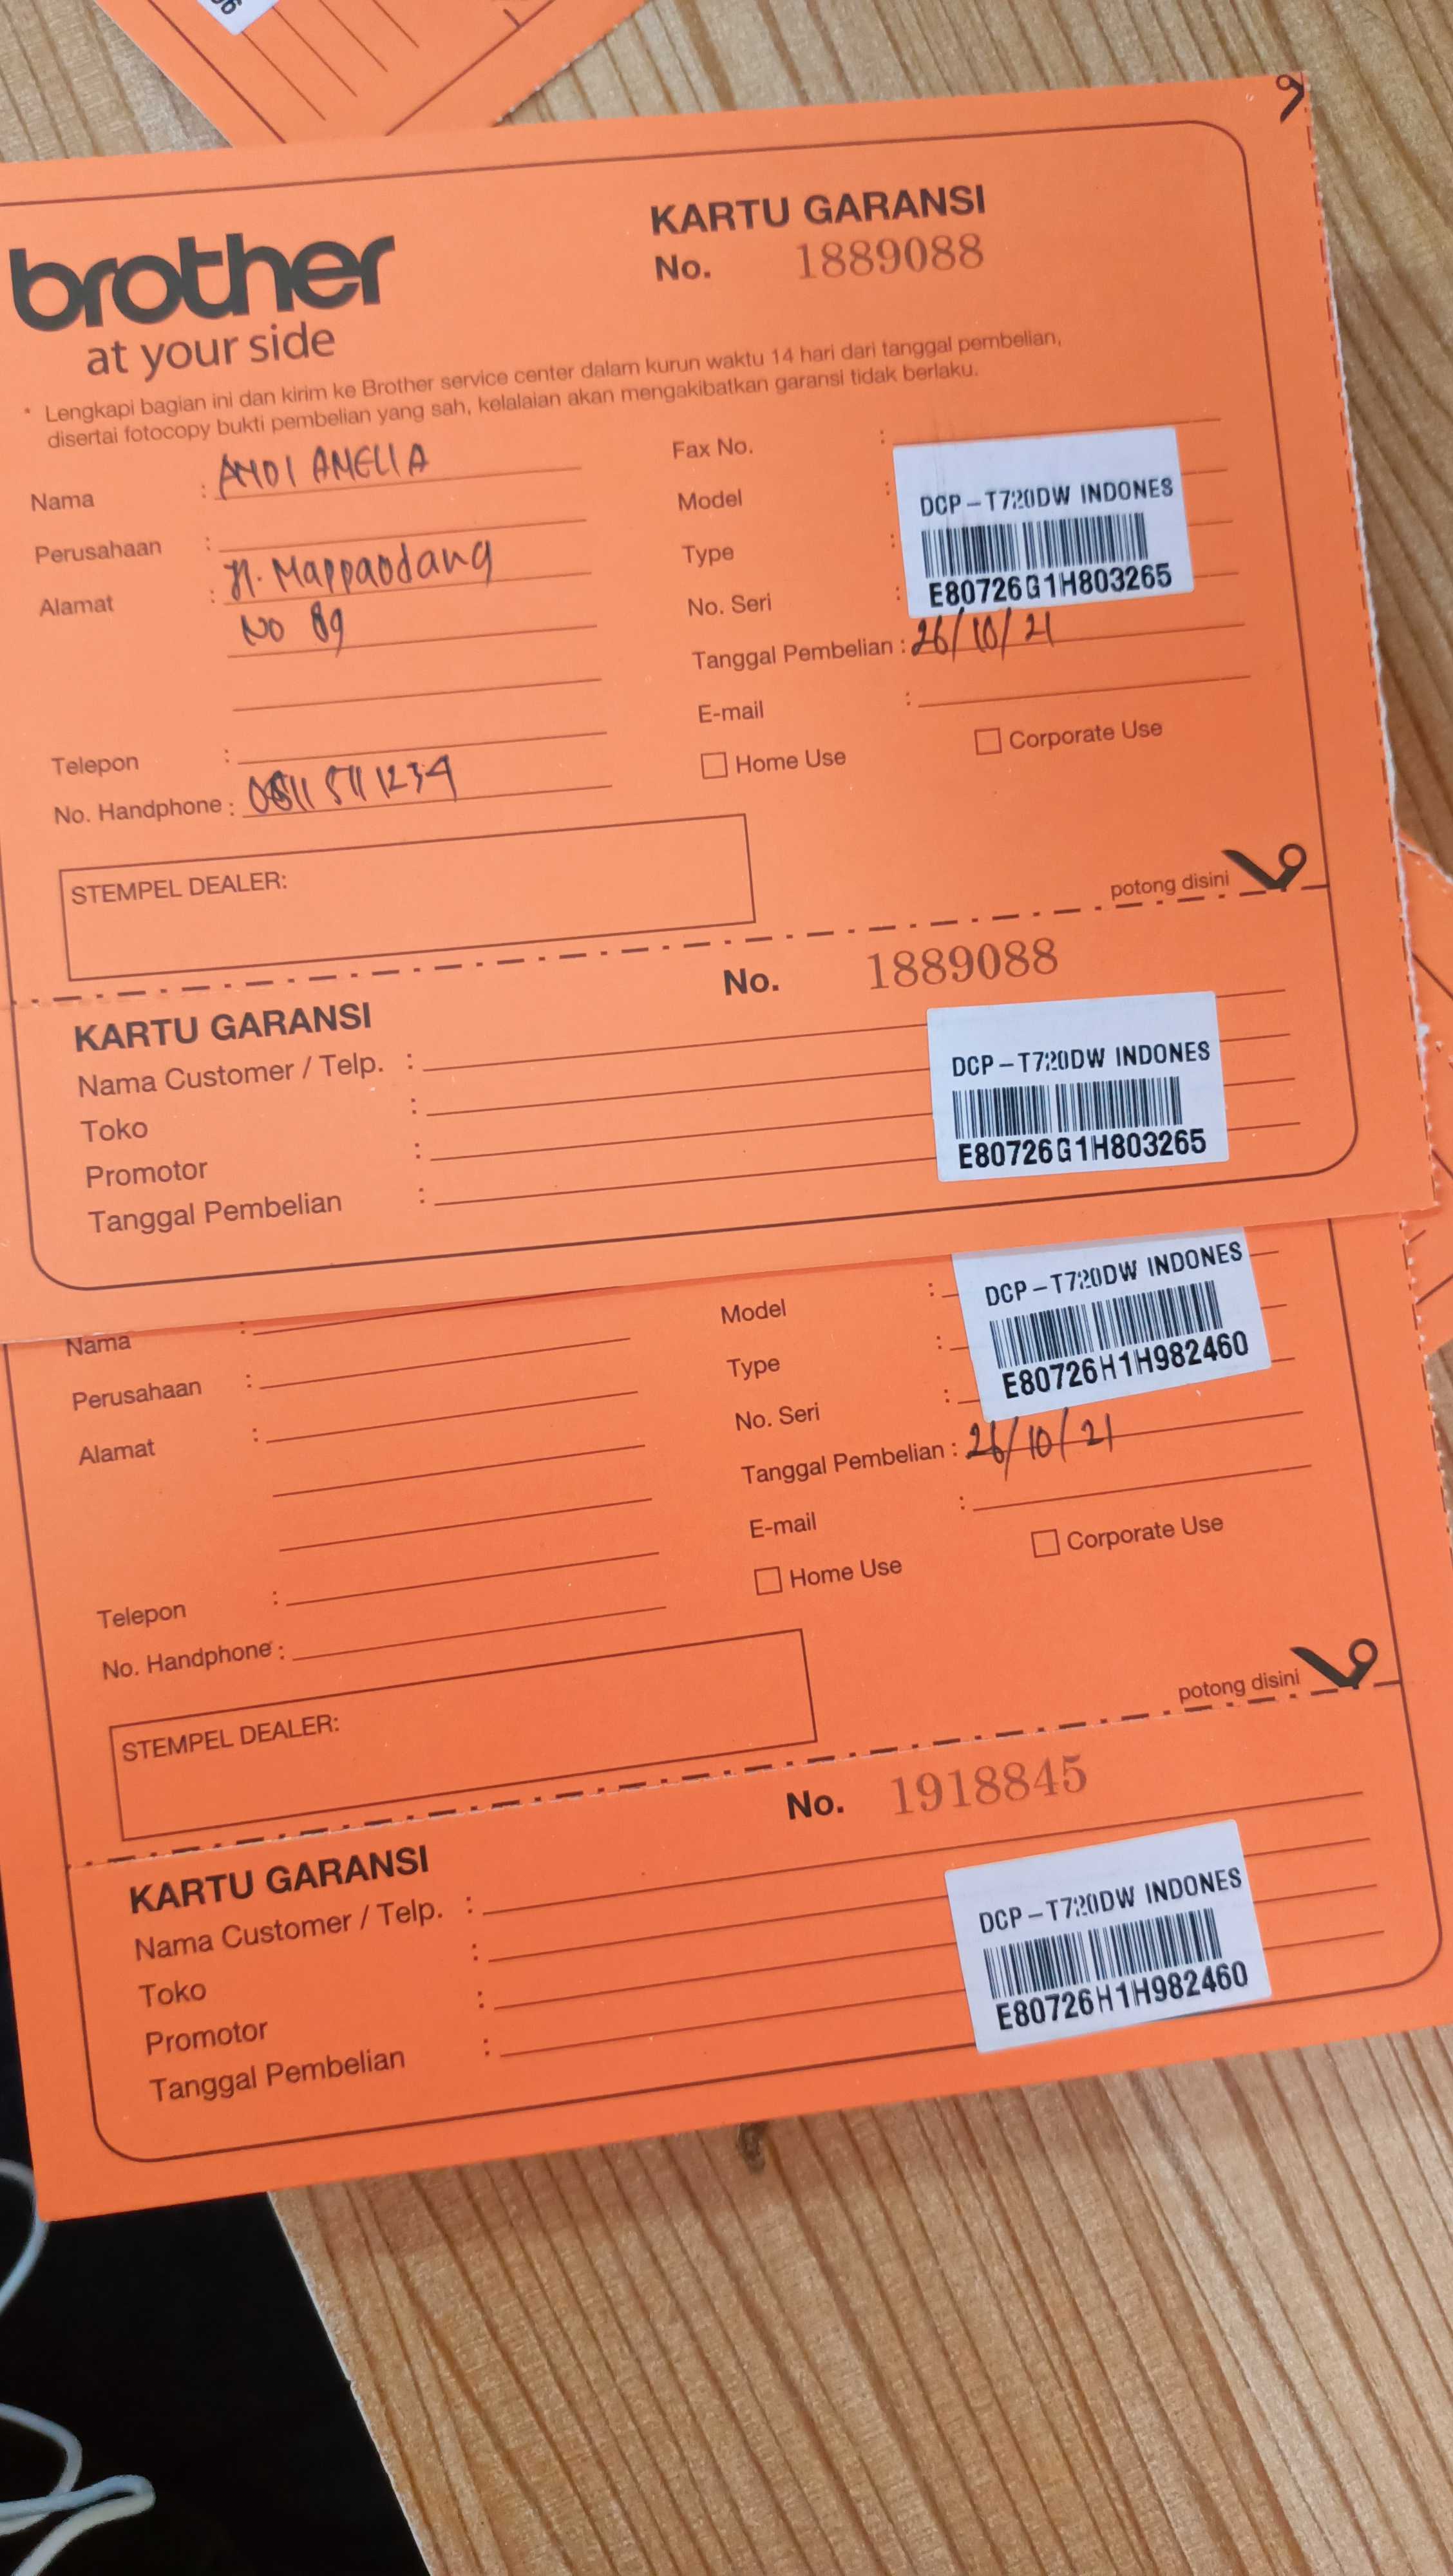 KARTU GARANSI
No. 1889088
brother
at your side
* Lengkapi bagian ini dan kirim ke Brother service center dalam kurun waktu 14 hari dari tanggal pembelian,
disertai fotocopy bukti pembelian yang sah, kelalaian akan mengakibatkan garansi tidak berlaku.
Nama : ANDI AMELIA
Perusahaan :
Alamat : Jl. Mappaodang
No 89
Telepon :
No. Handphone : 0811 511 1234
Fax No. :
Model :
Type :
No. Seri :
DCP-T720DW INDONES
E80726G1H803265
Tanggal Pembelian : 26/10/21
E-mail :
Home Use
Corporate Use
STEMPEL DEALER:
potong disini
No. 1889088
KARTU GARANSI
Nama Customer / Telp. :
Toko :
Promotor :
Tanggal Pembelian :
DCP-T720DW INDONES
E80726G1H803265
Nama :
Perusahaan :
Alamat :
Telepon :
No. Handphone :
Model :
Type :
No. Seri :
DCP-T720DW INDONES
E80726H1H982460
Tanggal Pembelian : 26/10/21
E-mail :
Home Use
Corporate Use
STEMPEL DEALER:
potong disini
No. 1918845
KARTU GARANSI
Nama Customer / Telp. :
Toko :
Promotor :
Tanggal Pembelian :
DCP-T720DW INDONES
E80726H1H982460